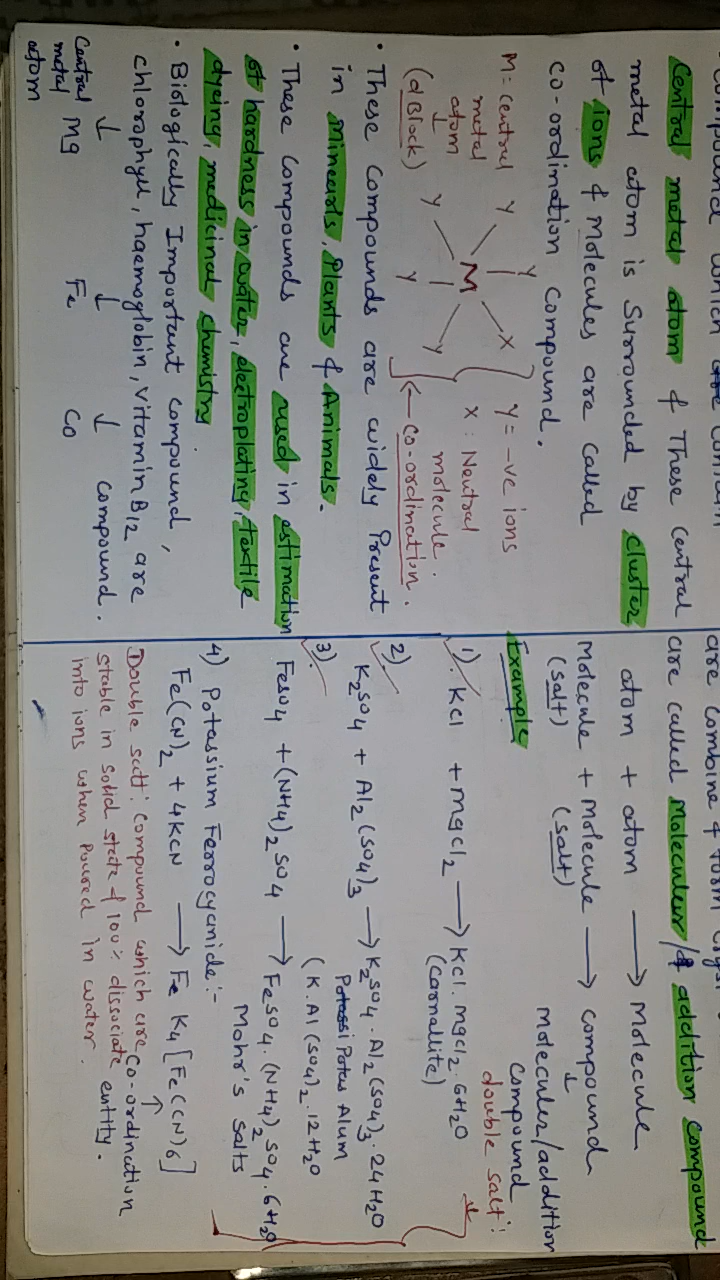 compound which are contain
Central metal atom & These central
metal atom is surrounded by cluster
of ions & Molecules are called
co-ordination compound.
M = central
metal
atom
(d Block)
Y
Y
Y
Y
Y
M
X
Y = -ve ions
X : Neutral
molecule.
← Co-ordination.
• These compounds are widely Present
in minerals, Plants & Animals.
• These compounds are used in estimation
of hardness in water, electroplating, textile
dyeing, medicinal chemistry.
• Biologically Important compound,
chlorophyll, haemoglobin, vitamin B12 are
↓ ↓ ↓ compound.
Central Mg Fe Co
metal
atom
are combine & form
are called Molecular/& addition compound
atom + atom → Molecule
Molecule + Molecule → compound
(salt) (salt) ↓
Molecular/addition
compound
Example double salt:
1) KCl + MgCl2 → KCl. MgCl2. 6H2O
(Carnallite)
2)
K2SO4 + Al2(SO4)3 → K2SO4. Al2(SO4)3. 24H2O
Potas Alum
3) (K. Al(SO4)2. 12H2O
FeSO4 + (NH4)2SO4 → FeSO4. (NH4)2SO4. 6H2O
Mohr's Salts
4) Potassium Ferrocyanide :-
Fe(CN)2 + 4KCN → Fe K4[Fe(CN)6]
↑
Co-ordination
entity.
Double satt: Compound which are
stable in solid state & 100% dissociate
into ions when Poured in water.